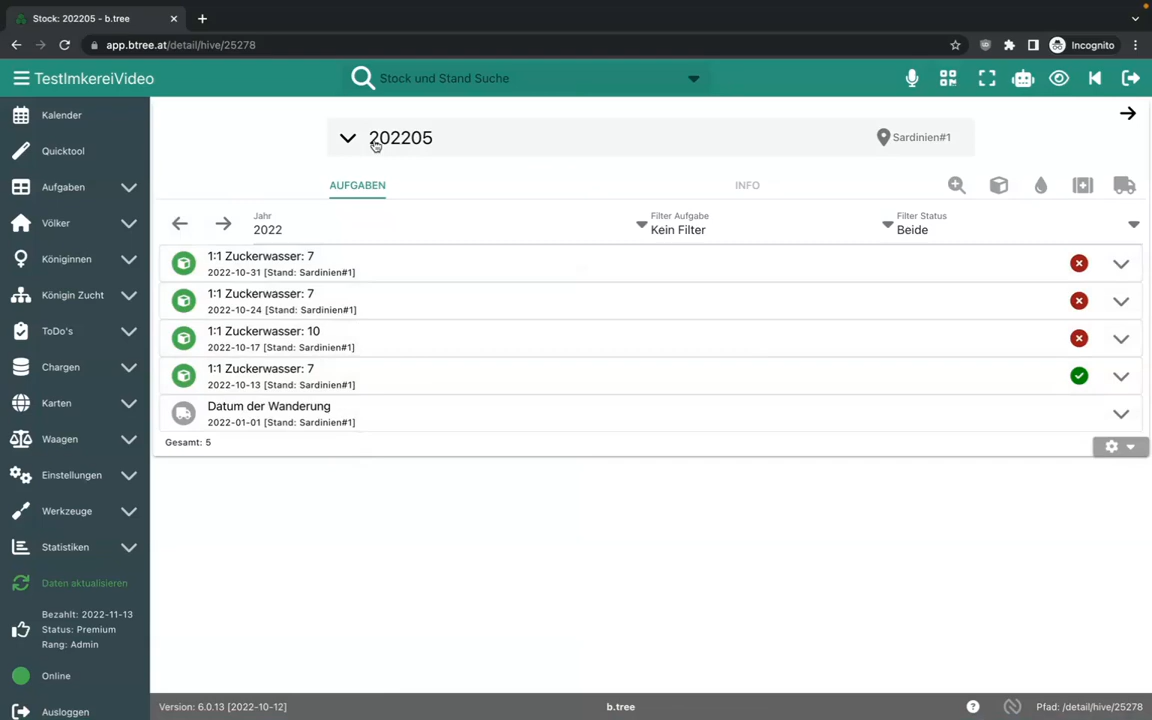 Stock: 202205 - b.tree
app.btree.at/detail/hive/25278
Incognito
TestImkereiVideo
Stock und Stand Suche
Kalender
Quicktool
Aufgaben
Völker
Königinnen
Königin Zucht
ToDo's
Chargen
Karten
Waagen
Einstellungen
Werkzeuge
Statistiken
Daten aktualisieren
Bezahlt: 2022-11-13
Status: Premium
Rang: Admin
Online
Ausloggen
202205
Sardinien#1
AUFGABEN
INFO
Jahr
2022
Filter Aufgabe
Kein Filter
Filter Status
Beide
1:1 Zuckerwasser: 7
2022-10-31 [Stand: Sardinien#1]
1:1 Zuckerwasser: 7
2022-10-24 [Stand: Sardinien#1]
1:1 Zuckerwasser: 10
2022-10-17 [Stand: Sardinien#1]
1:1 Zuckerwasser: 7
2022-10-13 [Stand: Sardinien#1]
Datum der Wanderung
2022-01-01 [Stand: Sardinien#1]
Gesamt: 5
Version: 6.0.13 [2022-10-12]
b.tree
Pfad: /detail/hive/25278